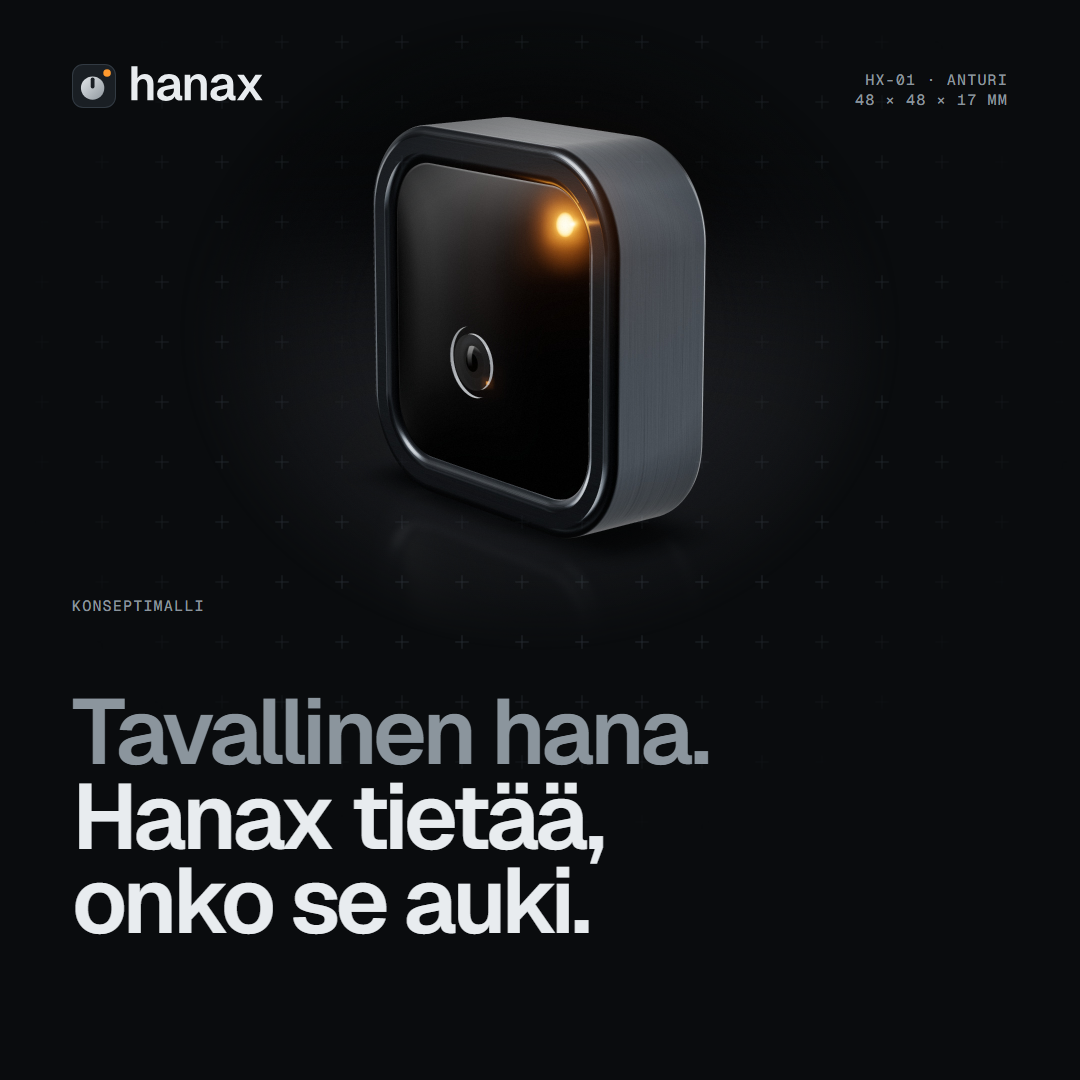 hanax
HX-01 · ANTURI
48 × 48 × 17 MM
KONSEPTIMALLI
Tavallinen hana.
Hanax tietää,
onko se auki.